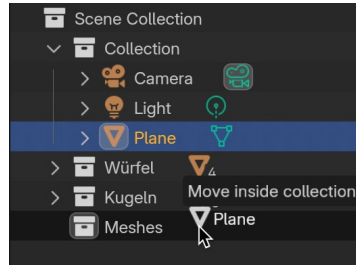 Scene Collection
Collection
Camera
Light
Plane
Würfel 4
Kugeln
Move inside collection
Meshes
Plane